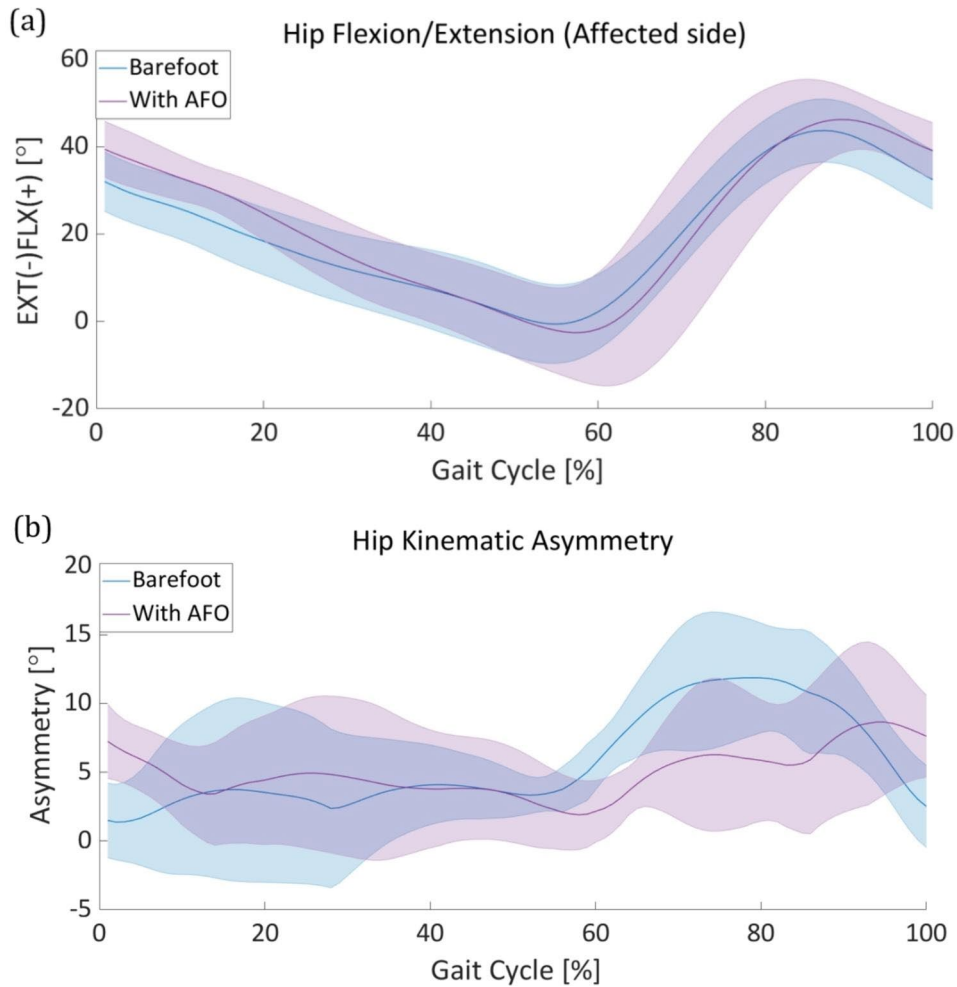 (a)
Hip Flexion/Extension (Affected side)
60
40
20
0
-20
EXT(-)FLX(+) [°]
Barefoot
With AFO
0 20 40 60 80 100
Gait Cycle [%]
(b)
Hip Kinematic Asymmetry
20
15
10
5
0
-5
Asymmetry [°]
Barefoot
With AFO
0 20 40 60 80 100
Gait Cycle [%]